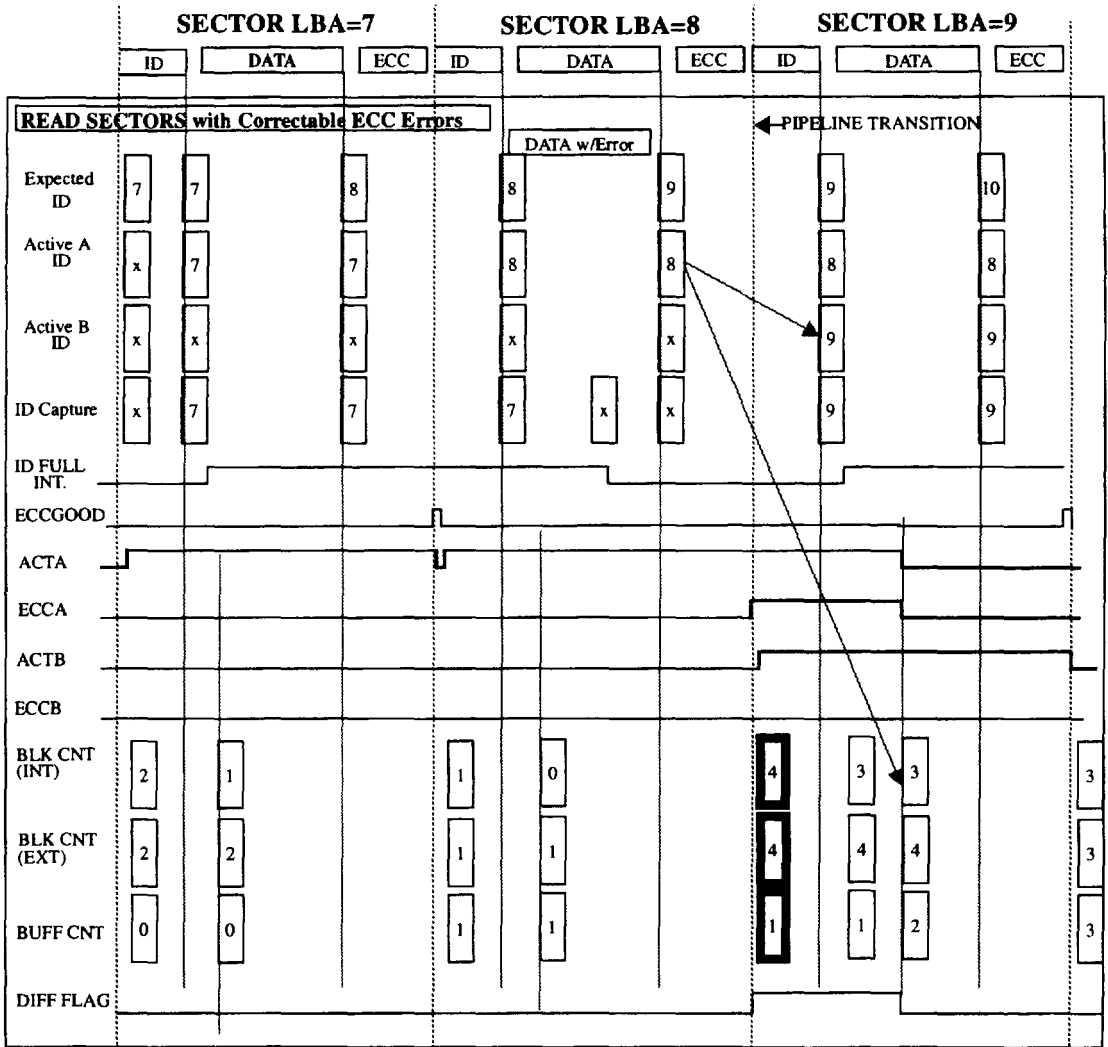 SECTOR LBA=7 SECTOR LBA=8 SECTOR LBA=9
ID DATA ECC ID DATA ECC ID DATA ECC
READ SECTORS with Correctable ECC Errors
PIPELINE TRANSITION
DATA w/Error
Expected ID 7 7 8 8 9 9 10
Active A ID x 7 7 8 8 8 8
Active B ID x x x x x 9 9
ID Capture x 7 7 7 x x 9 9
ID FULL INT.
ECCGOOD
ACTA
ECCA
ACTB
ECCB
BLK CNT (INT) 2 1 1 0 4 3 3 3
BLK CNT (EXT) 2 2 1 1 4 4 4 3
BUFF CNT 0 0 1 1 1 1 2 3
DIFF FLAG